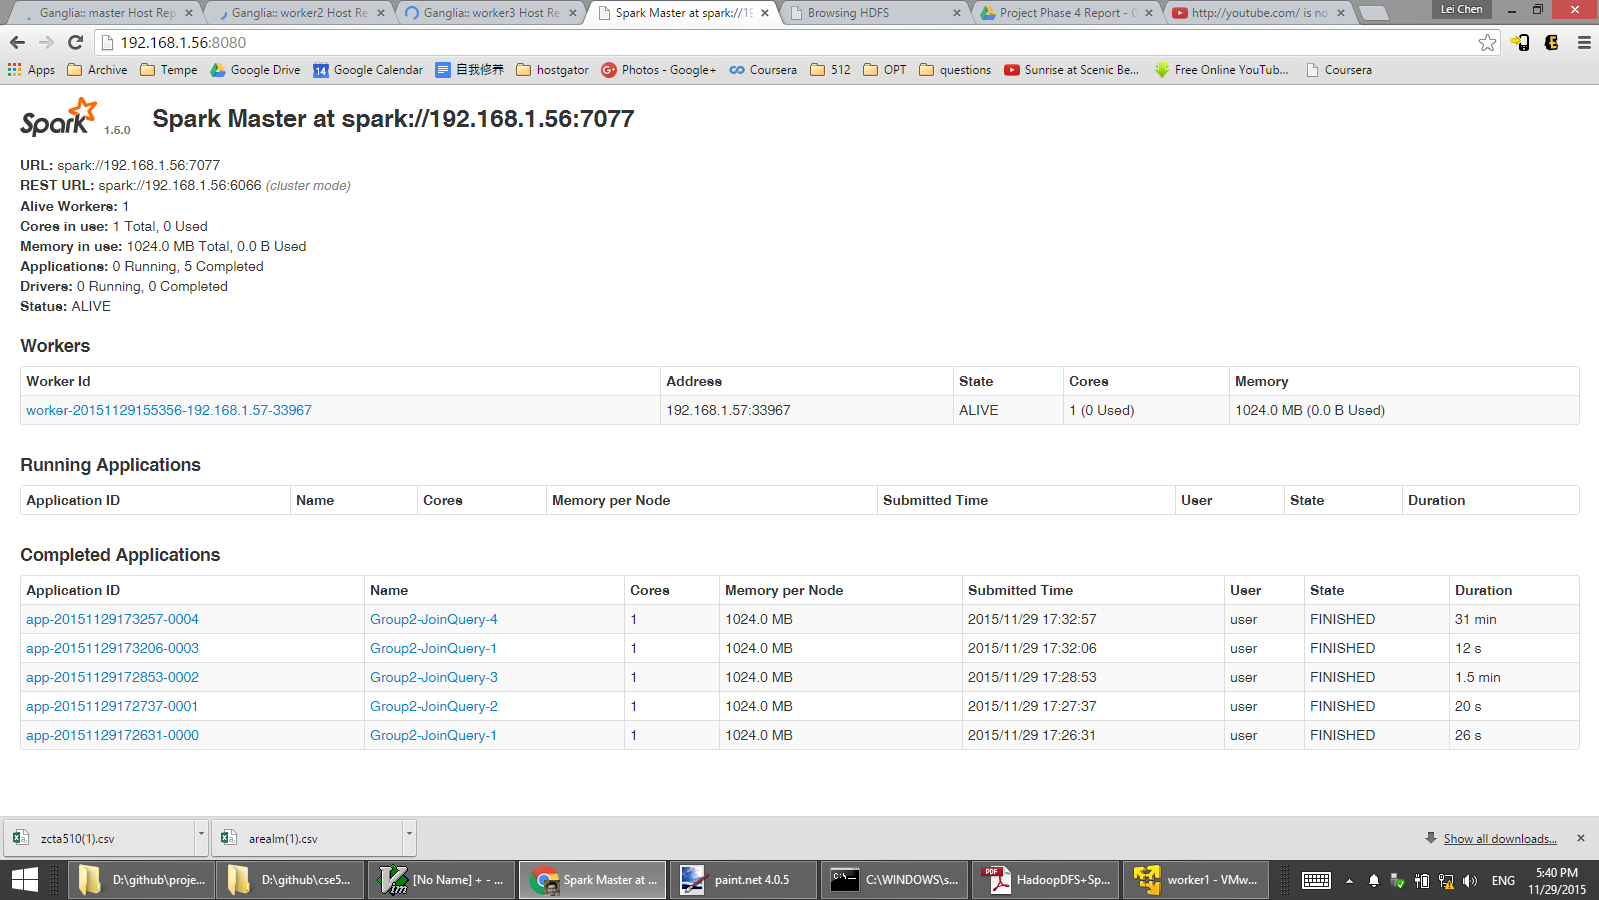 Ganglia:: master Host Rep
Ganglia:: worker2 Host Re
Ganglia:: worker3 Host Re
Spark Master at spark://19
Browsing HDFS
Project Phase 4 Report - G
http://youtube.com/ is no
Lei Chen
192.168.1.56:8080
Apps Archive Tempe Google Drive 14 Google Calendar 自我修养 hostgator Photos - Google+ Coursera 512 OPT questions Sunrise at Scenic Be... Free Online YouTub... Coursera
Spark 1.5.0 Spark Master at spark://192.168.1.56:7077
URL: spark://192.168.1.56:7077
REST URL: spark://192.168.1.56:6066 (cluster mode)
Alive Workers: 1
Cores in use: 1 Total, 0 Used
Memory in use: 1024.0 MB Total, 0.0 B Used
Applications: 0 Running, 5 Completed
Drivers: 0 Running, 0 Completed
Status: ALIVE
Workers
Worker Id Address State Cores Memory
worker-20151129155356-192.168.1.57-33967 192.168.1.57:33967 ALIVE 1 (0 Used) 1024.0 MB (0.0 B Used)
Running Applications
Application ID Name Cores Memory per Node Submitted Time User State Duration
Completed Applications
Application ID Name Cores Memory per Node Submitted Time User State Duration
app-20151129173257-0004 Group2-JoinQuery-4 1 1024.0 MB 2015/11/29 17:32:57 user FINISHED 31 min
app-20151129173206-0003 Group2-JoinQuery-1 1 1024.0 MB 2015/11/29 17:32:06 user FINISHED 12 s
app-20151129172853-0002 Group2-JoinQuery-3 1 1024.0 MB 2015/11/29 17:28:53 user FINISHED 1.5 min
app-20151129172737-0001 Group2-JoinQuery-2 1 1024.0 MB 2015/11/29 17:27:37 user FINISHED 20 s
app-20151129172631-0000 Group2-JoinQuery-1 1 1024.0 MB 2015/11/29 17:26:31 user FINISHED 26 s
zcta510(1).csv arealm(1).csv Show all downloads...
D:\github\proje... D:\github\cse5... Vim [No Name] + - ... Spark Master at ... paint.net 4.0.5 C:\WINDOWS\s... PDF HadoopDFS+Sp... worker1 - VMw... ENG 5:40 PM
11/29/2015